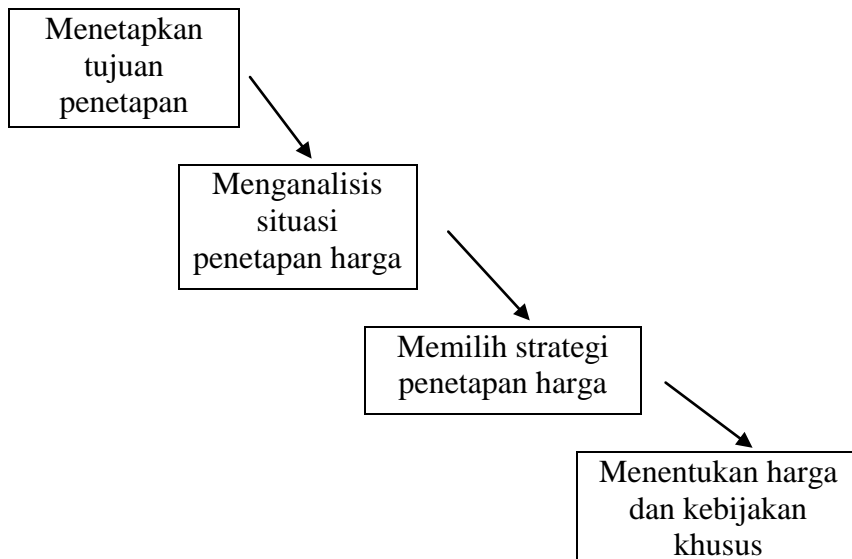 Menetapkan
tujuan
penetapan
Menganalisis
situasi
penetapan harga
Memilih strategi
penetapan harga
Menentukan harga
dan kebijakan
khusus